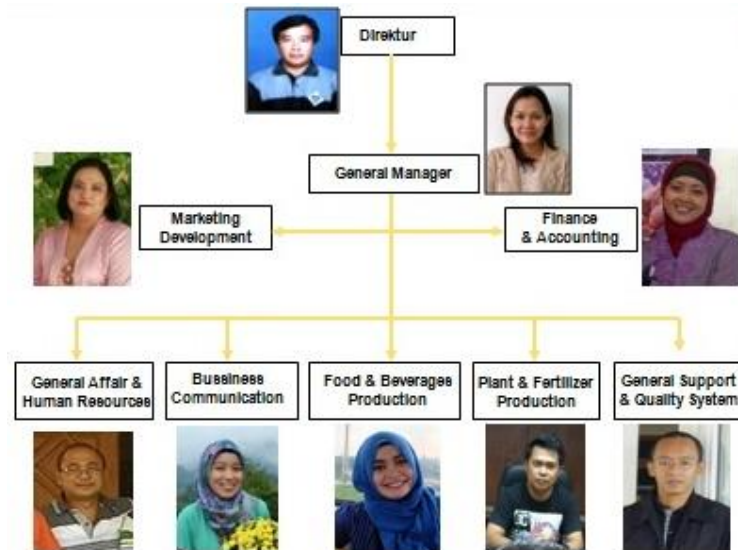 Direktur
General Manager
Marketing
Development
Finance
& Accounting
General Affair &
Human Resources
Bussiness
Communication
Food & Beverages
Production
Plant & Fertilizer
Production
General Support
& Quality System